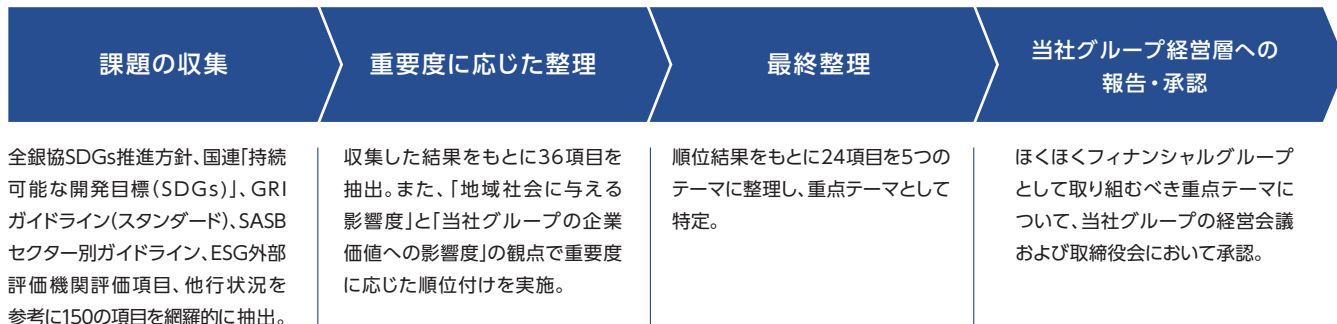 課題の収集
全銀協SDGs推進方針、国連「持続
可能な開発目標(SDGs)」、GRI
ガイドライン(スタンダード)、SASB
セクター別ガイドライン、ESG外部
評価機関評価項目、他行状況を
参考に150の項目を網羅的に抽出。
重要度に応じた整理
収集した結果をもとに36項目を
抽出。また、「地域社会に与える
影響度」と「当社グループの企業
価値への影響度」の観点で重要度
に応じた順位付けを実施。
最終整理
順位結果をもとに24項目を5つの
テーマに整理し、重点テーマとして
特定。
当社グループ経営層への
報告・承認
ほくほくフィナンシャルグループ
として取り組むべき重点テーマに
ついて、当社グループの経営会議
および取締役会において承認。